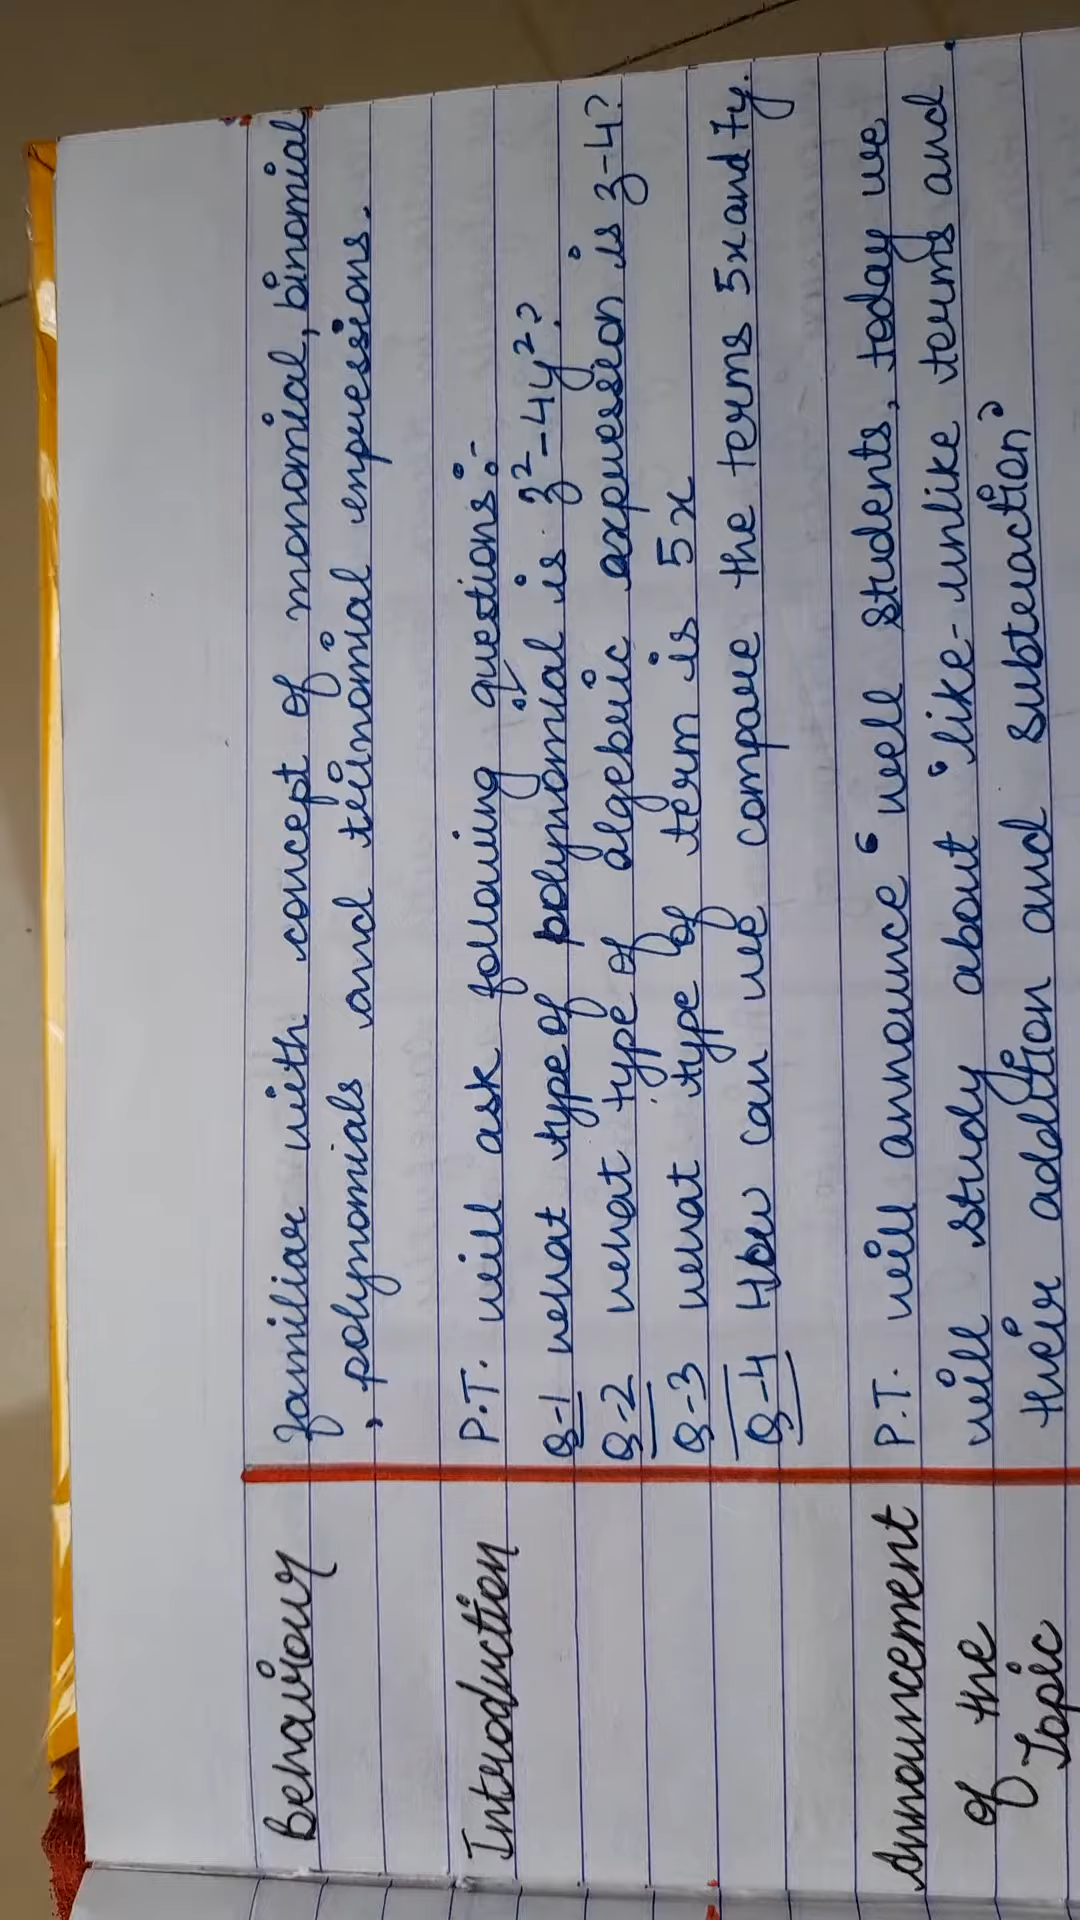 Behaviour familiar with concept of monomial, binomial
, polynomials and trinomial expressions.
Introduction P.T. will ask following questions:-
Q-1 what type of polynomial is z²-4y²?
Q-2 what type of algebric expression is z-4?
Q-3 what type of term is 5x
Q-4 How can we compare the terms 5x and 7y.
Announcement P.T. will announce “ well students, today we
of the will study about “like-unlike terms and
Topic their addition and subtraction”